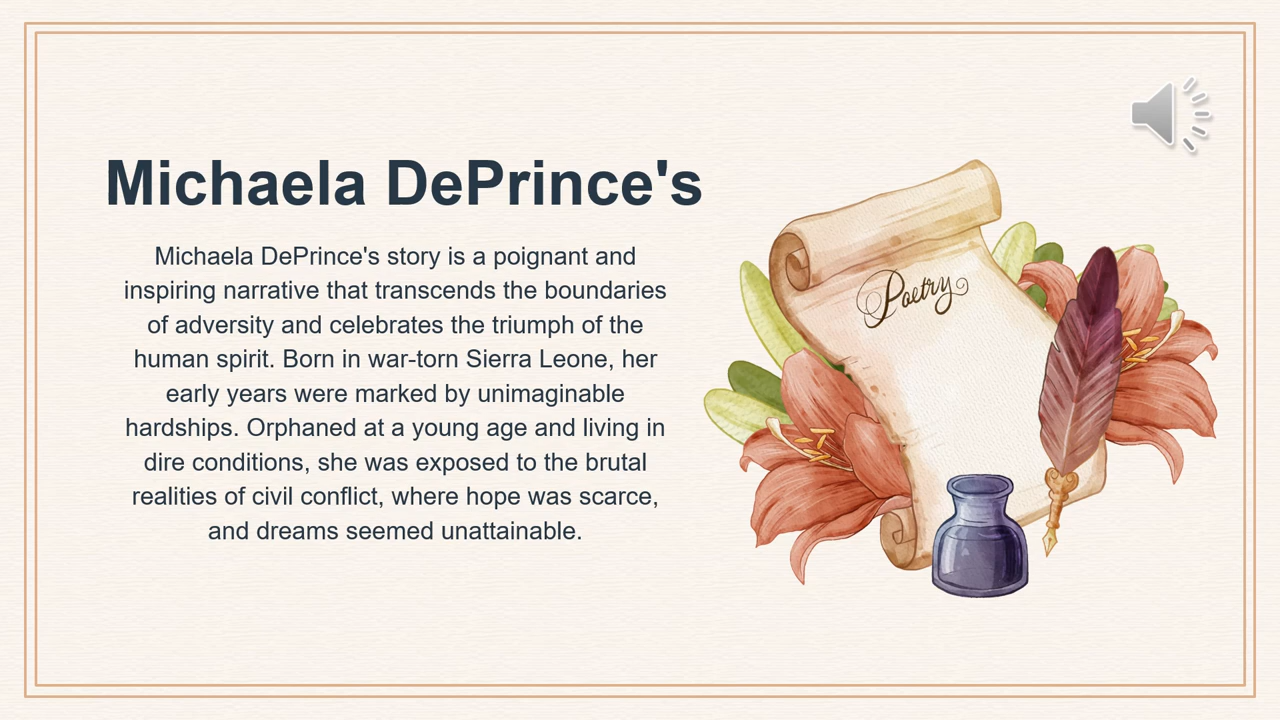 Michaela DePrince's
Michaela DePrince's story is a poignant and
inspiring narrative that transcends the boundaries
of adversity and celebrates the triumph of the
human spirit. Born in war-torn Sierra Leone, her
early years were marked by unimaginable
hardships. Orphaned at a young age and living in
dire conditions, she was exposed to the brutal
realities of civil conflict, where hope was scarce,
and dreams seemed unattainable.
Poetry